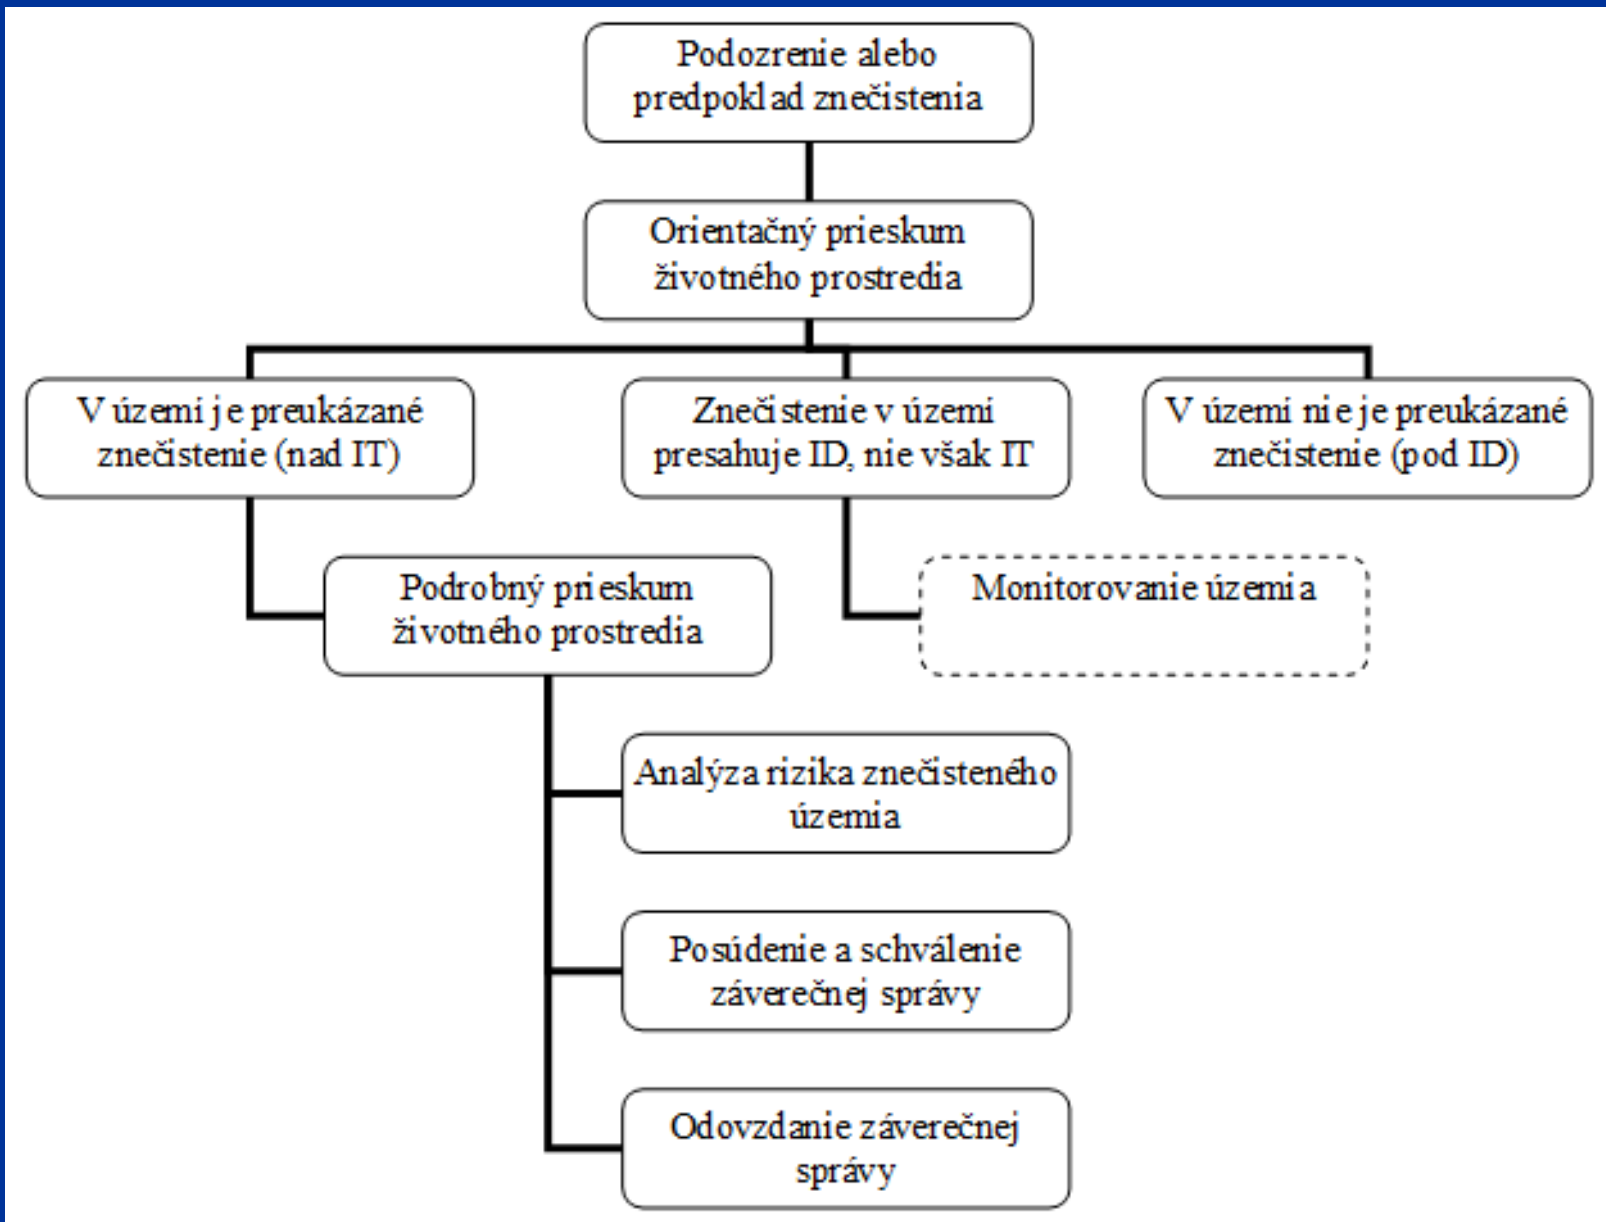 Podozrenie alebo
predpoklad znečistenia
Orientačný prieskum
životného prostredia
V území je preukázané
znečistenie (nad IT)
Znečistenie v území
presahuje ID, nie však IT
V území nie je preukázané
znečistenie (pod ID)
Podrobný prieskum
životného prostredia
Monitorovanie územia
Analýza rizika znečisteného
územia
Posúdenie a schválenie
záverečnej správy
Odovzdanie záverečnej
správy